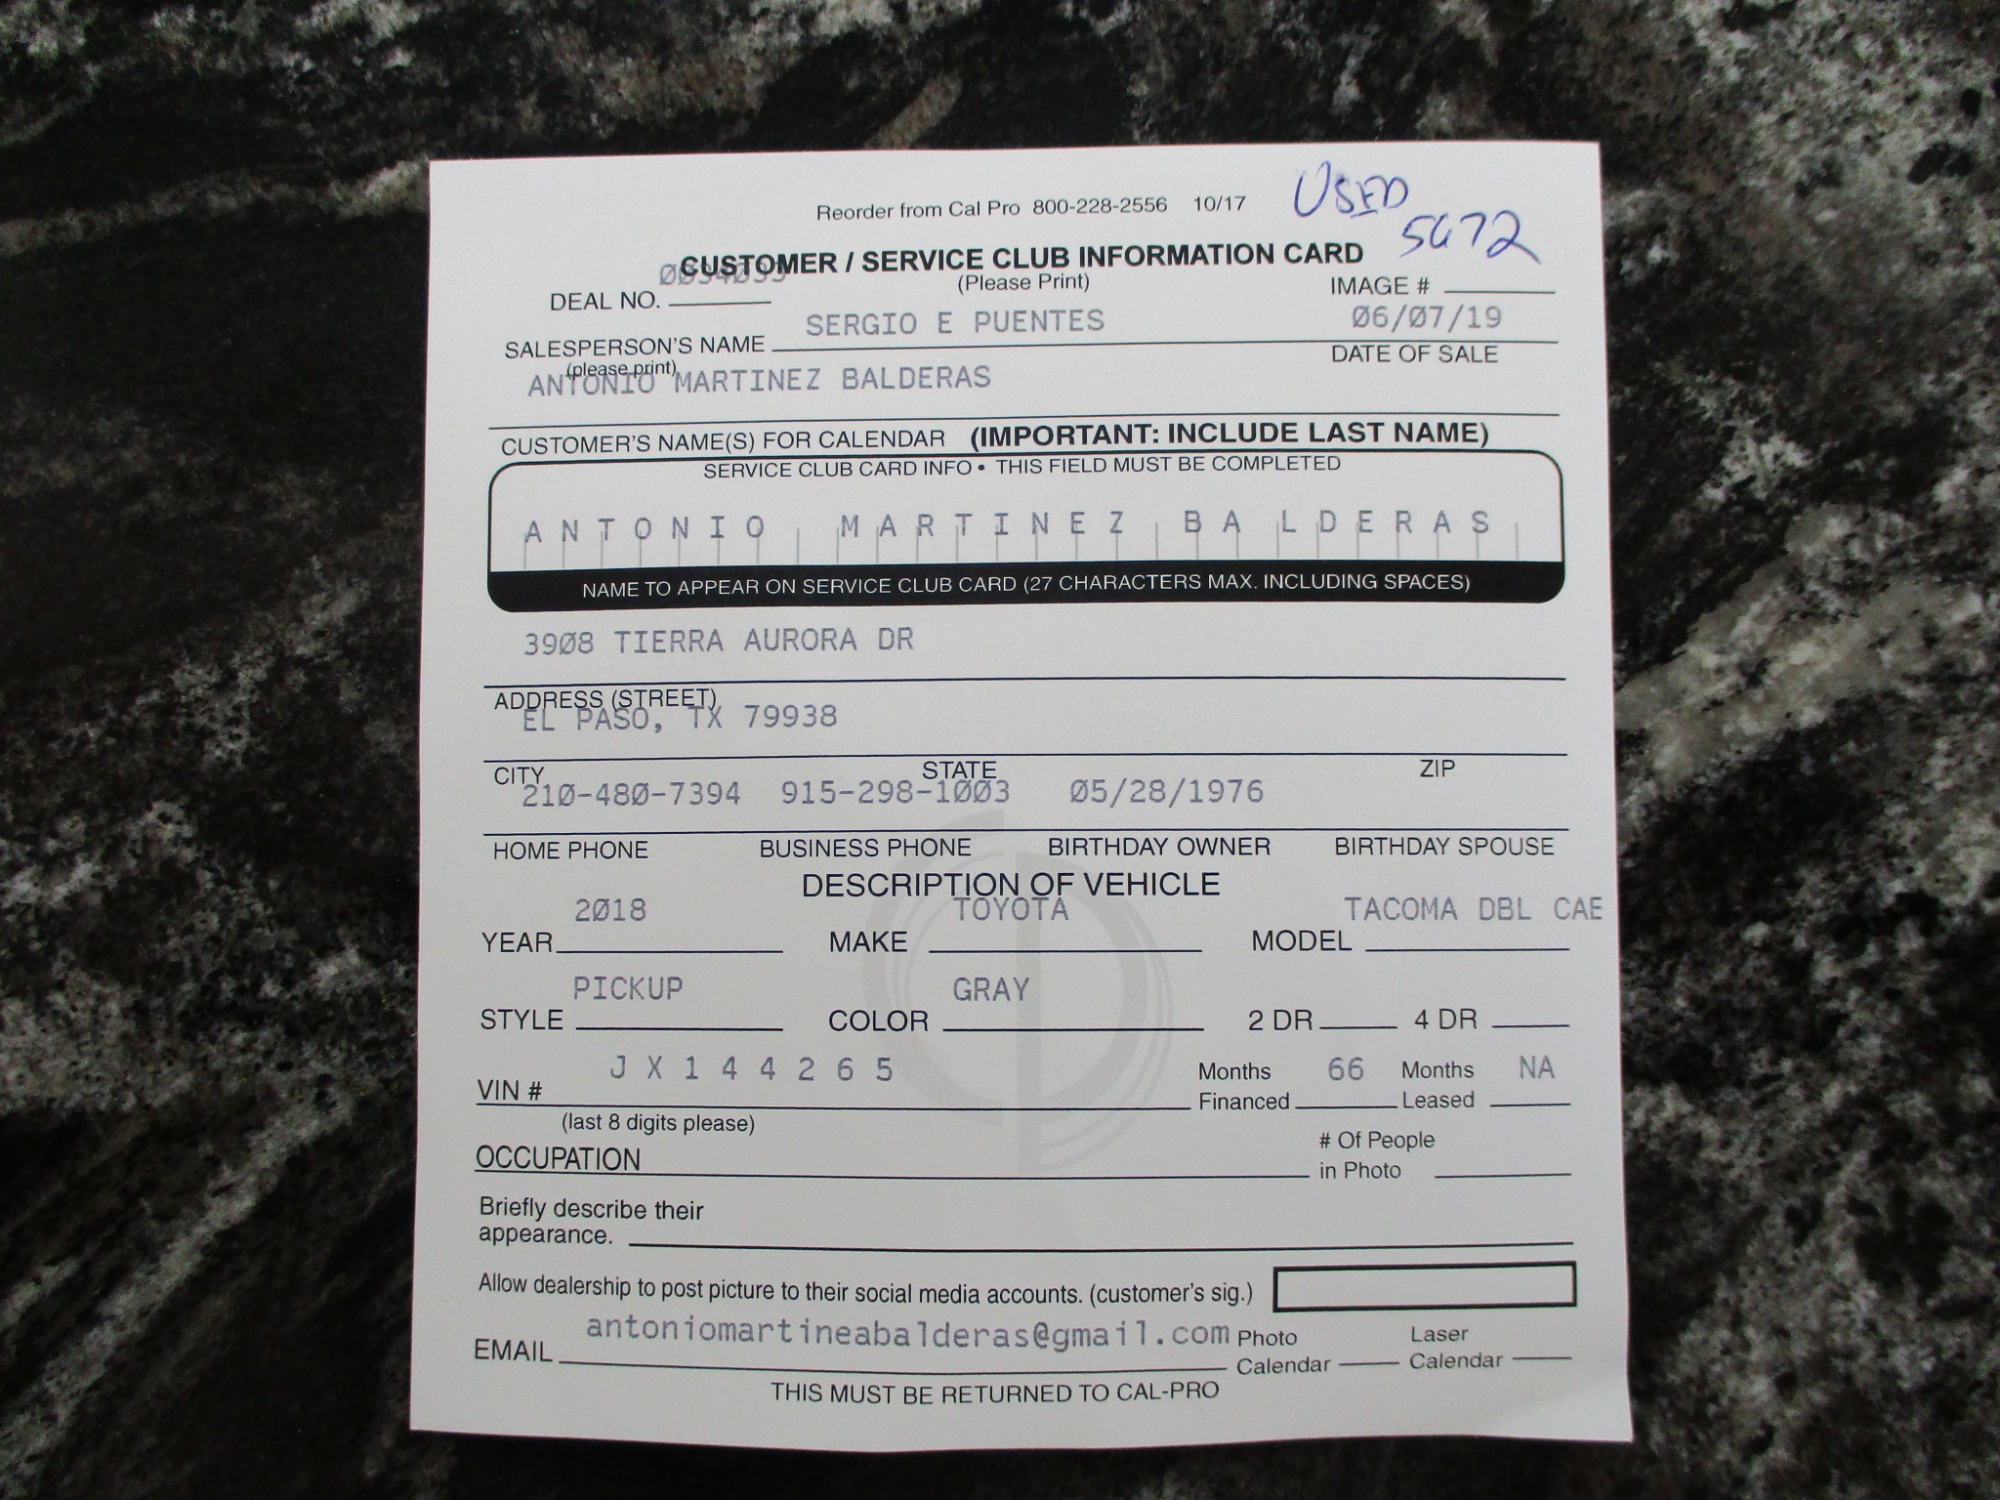 Reorder from Cal Pro 800-228-2556 10/17
USED
5672
CUSTOMER / SERVICE CLUB INFORMATION CARD
(Please Print)
DEAL NO.
IMAGE #
SERGIO E PUENTES
06/07/19
SALESPERSON'S NAME
DATE OF SALE
(please print)
ANTONIO MARTINEZ BALDERAS
CUSTOMER'S NAME(S) FOR CALENDAR (IMPORTANT: INCLUDE LAST NAME)
SERVICE CLUB CARD INFO • THIS FIELD MUST BE COMPLETED
ANTONIO MARTINEZ BALDERAS
NAME TO APPEAR ON SERVICE CLUB CARD (27 CHARACTERS MAX. INCLUDING SPACES)
3908 TIERRA AURORA DR
ADDRESS (STREET)
EL PASO, TX 79938
CITY STATE ZIP
210-480-7394 915-298-1003 05/28/1976
HOME PHONE BUSINESS PHONE BIRTHDAY OWNER BIRTHDAY SPOUSE
DESCRIPTION OF VEHICLE
2018 TOYOTA TACOMA DBL CAE
YEAR MAKE MODEL
PICKUP GRAY
STYLE COLOR 2 DR 4 DR
JX144265
VIN #
Months Financed 66 Months Leased NA
(last 8 digits please)
OCCUPATION
# Of People
in Photo
Briefly describe their
appearance.
Allow dealership to post picture to their social media accounts. (customer's sig.)
antoniomartineabalderas@gmail.com
EMAIL
Photo Calendar Laser Calendar
THIS MUST BE RETURNED TO CAL-PRO